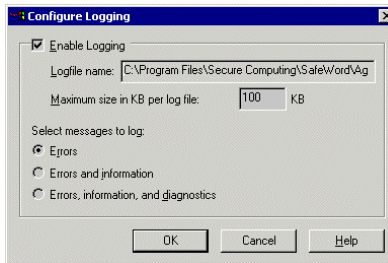 Configure Logging
Enable Logging
Logfile name: C:\Program Files\Secure Computing\SafeWord\Ag
Maximum size in KB per log file: 100 KB
Select messages to log:
Errors
Errors and information
Errors, information, and diagnostics
OK Cancel Help